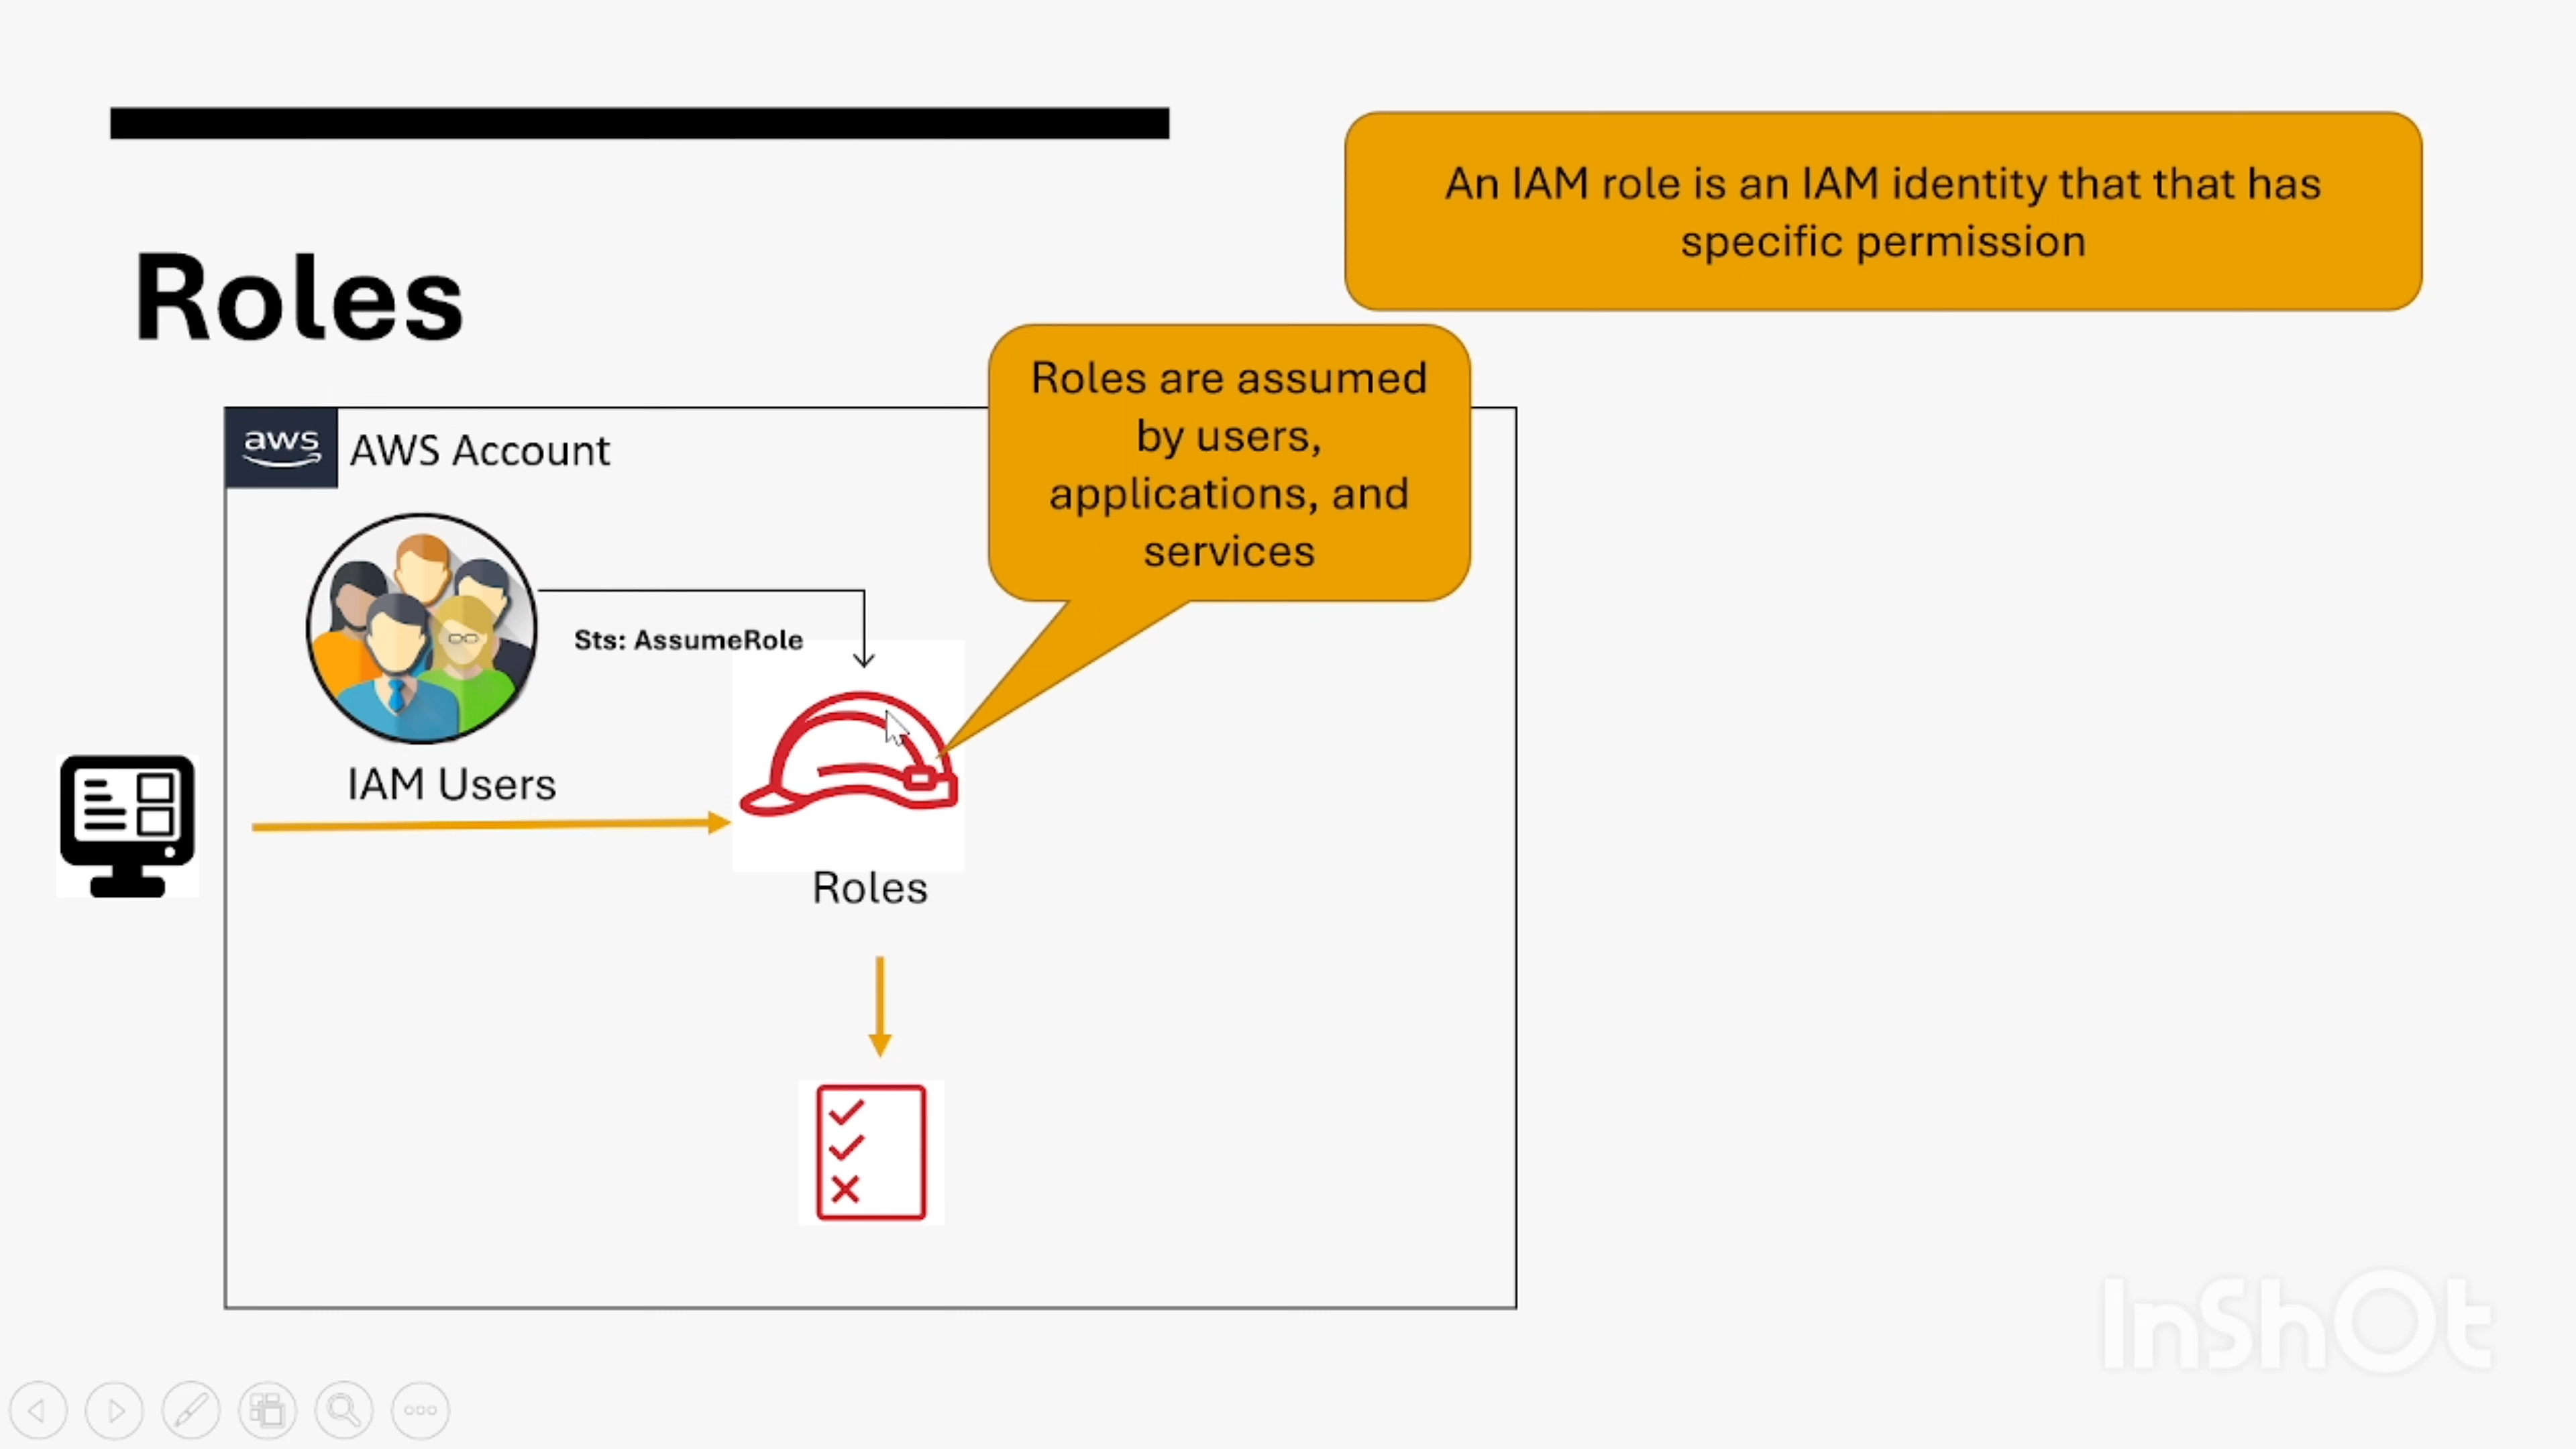 An IAM role is an IAM identity that that has
specific permission
Roles
Roles are assumed
by users,
applications, and
services
aws
AWS Account
Sts: AssumeRole
IAM Users
Roles
InShOt